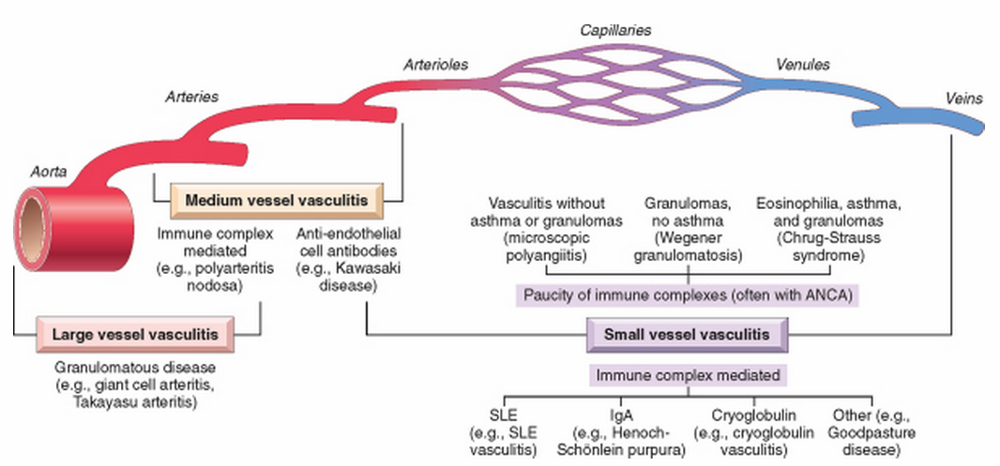 Capillaries
Arterioles
Venules
Arteries
Veins
Aorta
Medium vessel vasculitis
Immune complex
mediated
(e.g., polyarteritis
nodosa)
Anti-endothelial
cell antibodies
(e.g., Kawasaki
disease)
Vasculitis without
asthma or granulomas
(microscopic
polyangiitis)
Granulomas,
no asthma
(Wegener
granulomatosis)
Eosinophilia, asthma,
and granulomas
(Chrug-Strauss
syndrome)
Paucity of immune complexes (often with ANCA)
Large vessel vasculitis
Small vessel vasculitis
Granulomatous disease
(e.g., giant cell arteritis,
Takayasu arteritis)
Immune complex mediated
SLE
(e.g., SLE
vasculitis)
IgA
(e.g., Henoch-
Schönlein purpura)
Cryoglobulin
(e.g., cryoglobulin
vasculitis)
Other (e.g.,
Goodpasture
disease)